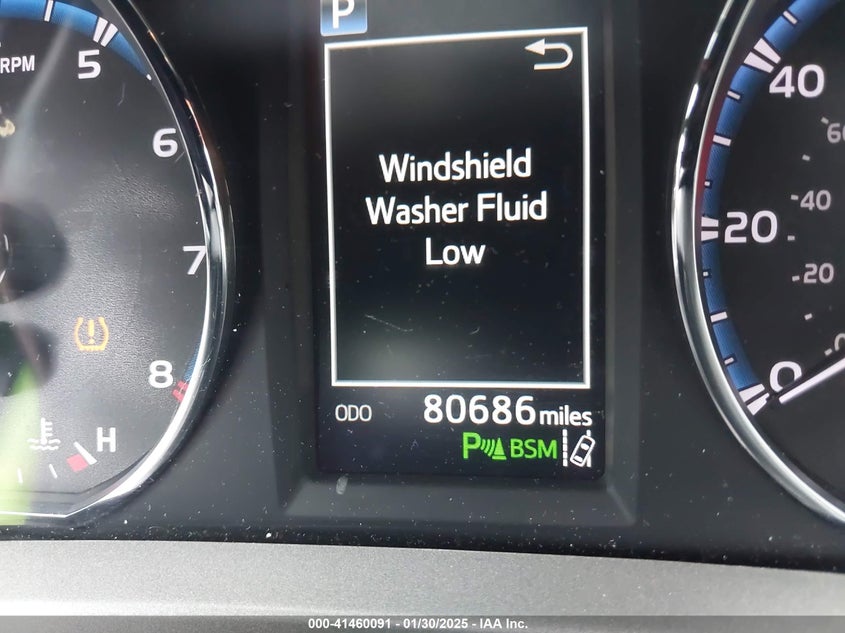 P
RPM
5
6
7
8
H
Windshield
Washer Fluid
Low
ODO 80686 miles
P BSM
40
20
0
60
40
20
0
000-41460091 - 01/30/2025 - IAA Inc.